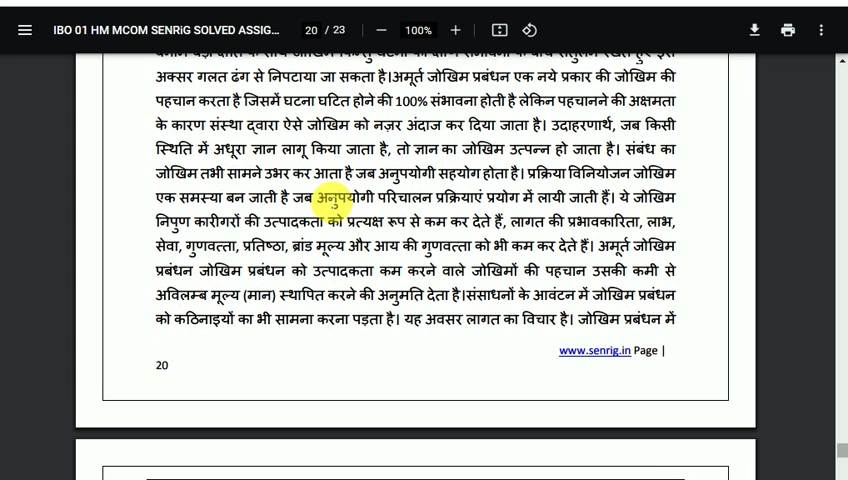 IBO 01 HM MCOM SENRiG SOLVED ASSIG... 20 / 23 100%
अक्सर गलत ढंग से निपटाया जा सकता है।अमूर्त जोखिम प्रबंधन एक नये प्रकार की जोखिम की
पहचान करता है जिसमें घटना घटित होने की 100% संभावना होती है लेकिन पहचानने की अक्षमता
के कारण संस्था द्वारा ऐसे जोखिम को नज़र अंदाज कर दिया जाता है। उदाहरणार्थ, जब किसी
स्थिति में अधूरा ज्ञान लागू किया जाता है, तो ज्ञान का जोखिम उत्पन्न हो जाता है। संबंध का
जोखिम तभी सामने उभर कर आता है जब अनुपयोगी सहयोग होता है। प्रक्रिया विनियोजन जोखिम
एक समस्या बन जाती है जब अनुपयोगी परिचालन प्रक्रियाएं प्रयोग में लायी जाती हैं। ये जोखिम
निपुण कारीगरों की उत्पादकता को प्रत्यक्ष रूप से कम कर देते हैं, लागत की प्रभावकारिता, लाभ,
सेवा, गुणवत्ता, प्रतिष्ठा, ब्रांड मूल्य और आय की गुणवत्ता को भी कम कर देते हैं। अमूर्त जोखिम
प्रबंधन जोखिम प्रबंधन को उत्पादकता कम करने वाले जोखिमों की पहचान उसकी कमी से
अविलम्ब मूल्य (मान) स्थापित करने की अनुमति देता है।संसाधनों के आवंटन में जोखिम प्रबंधन
को कठिनाइयों का भी सामना करना पड़ता है। यह अवसर लागत का विचार है। जोखिम प्रबंधन में
www.senrig.in Page |
20